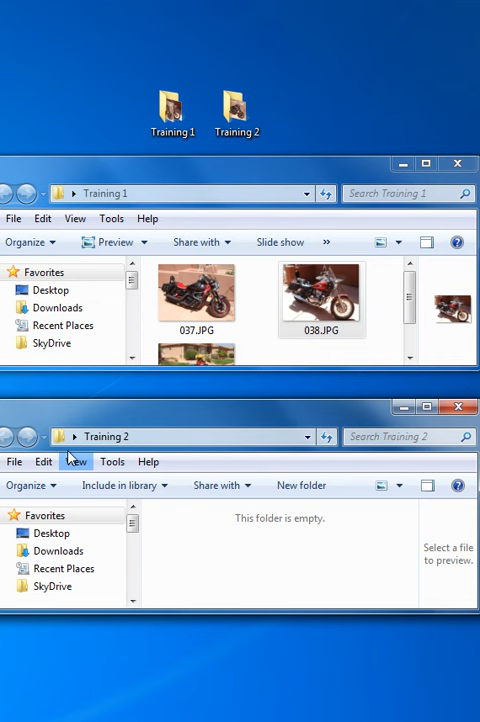 Training 1 Training 2
Training 1 Search Training 1
File Edit View Tools Help
Organize Preview Share with Slide show »
Favorites
Desktop
Downloads
Recent Places
SkyDrive
037.JPG 038.JPG
Training 2 Search Training 2
File Edit View Tools Help
Organize Include in library Share with New folder
Favorites
Desktop
Downloads
Recent Places
SkyDrive
This folder is empty.
Select a file
to preview.